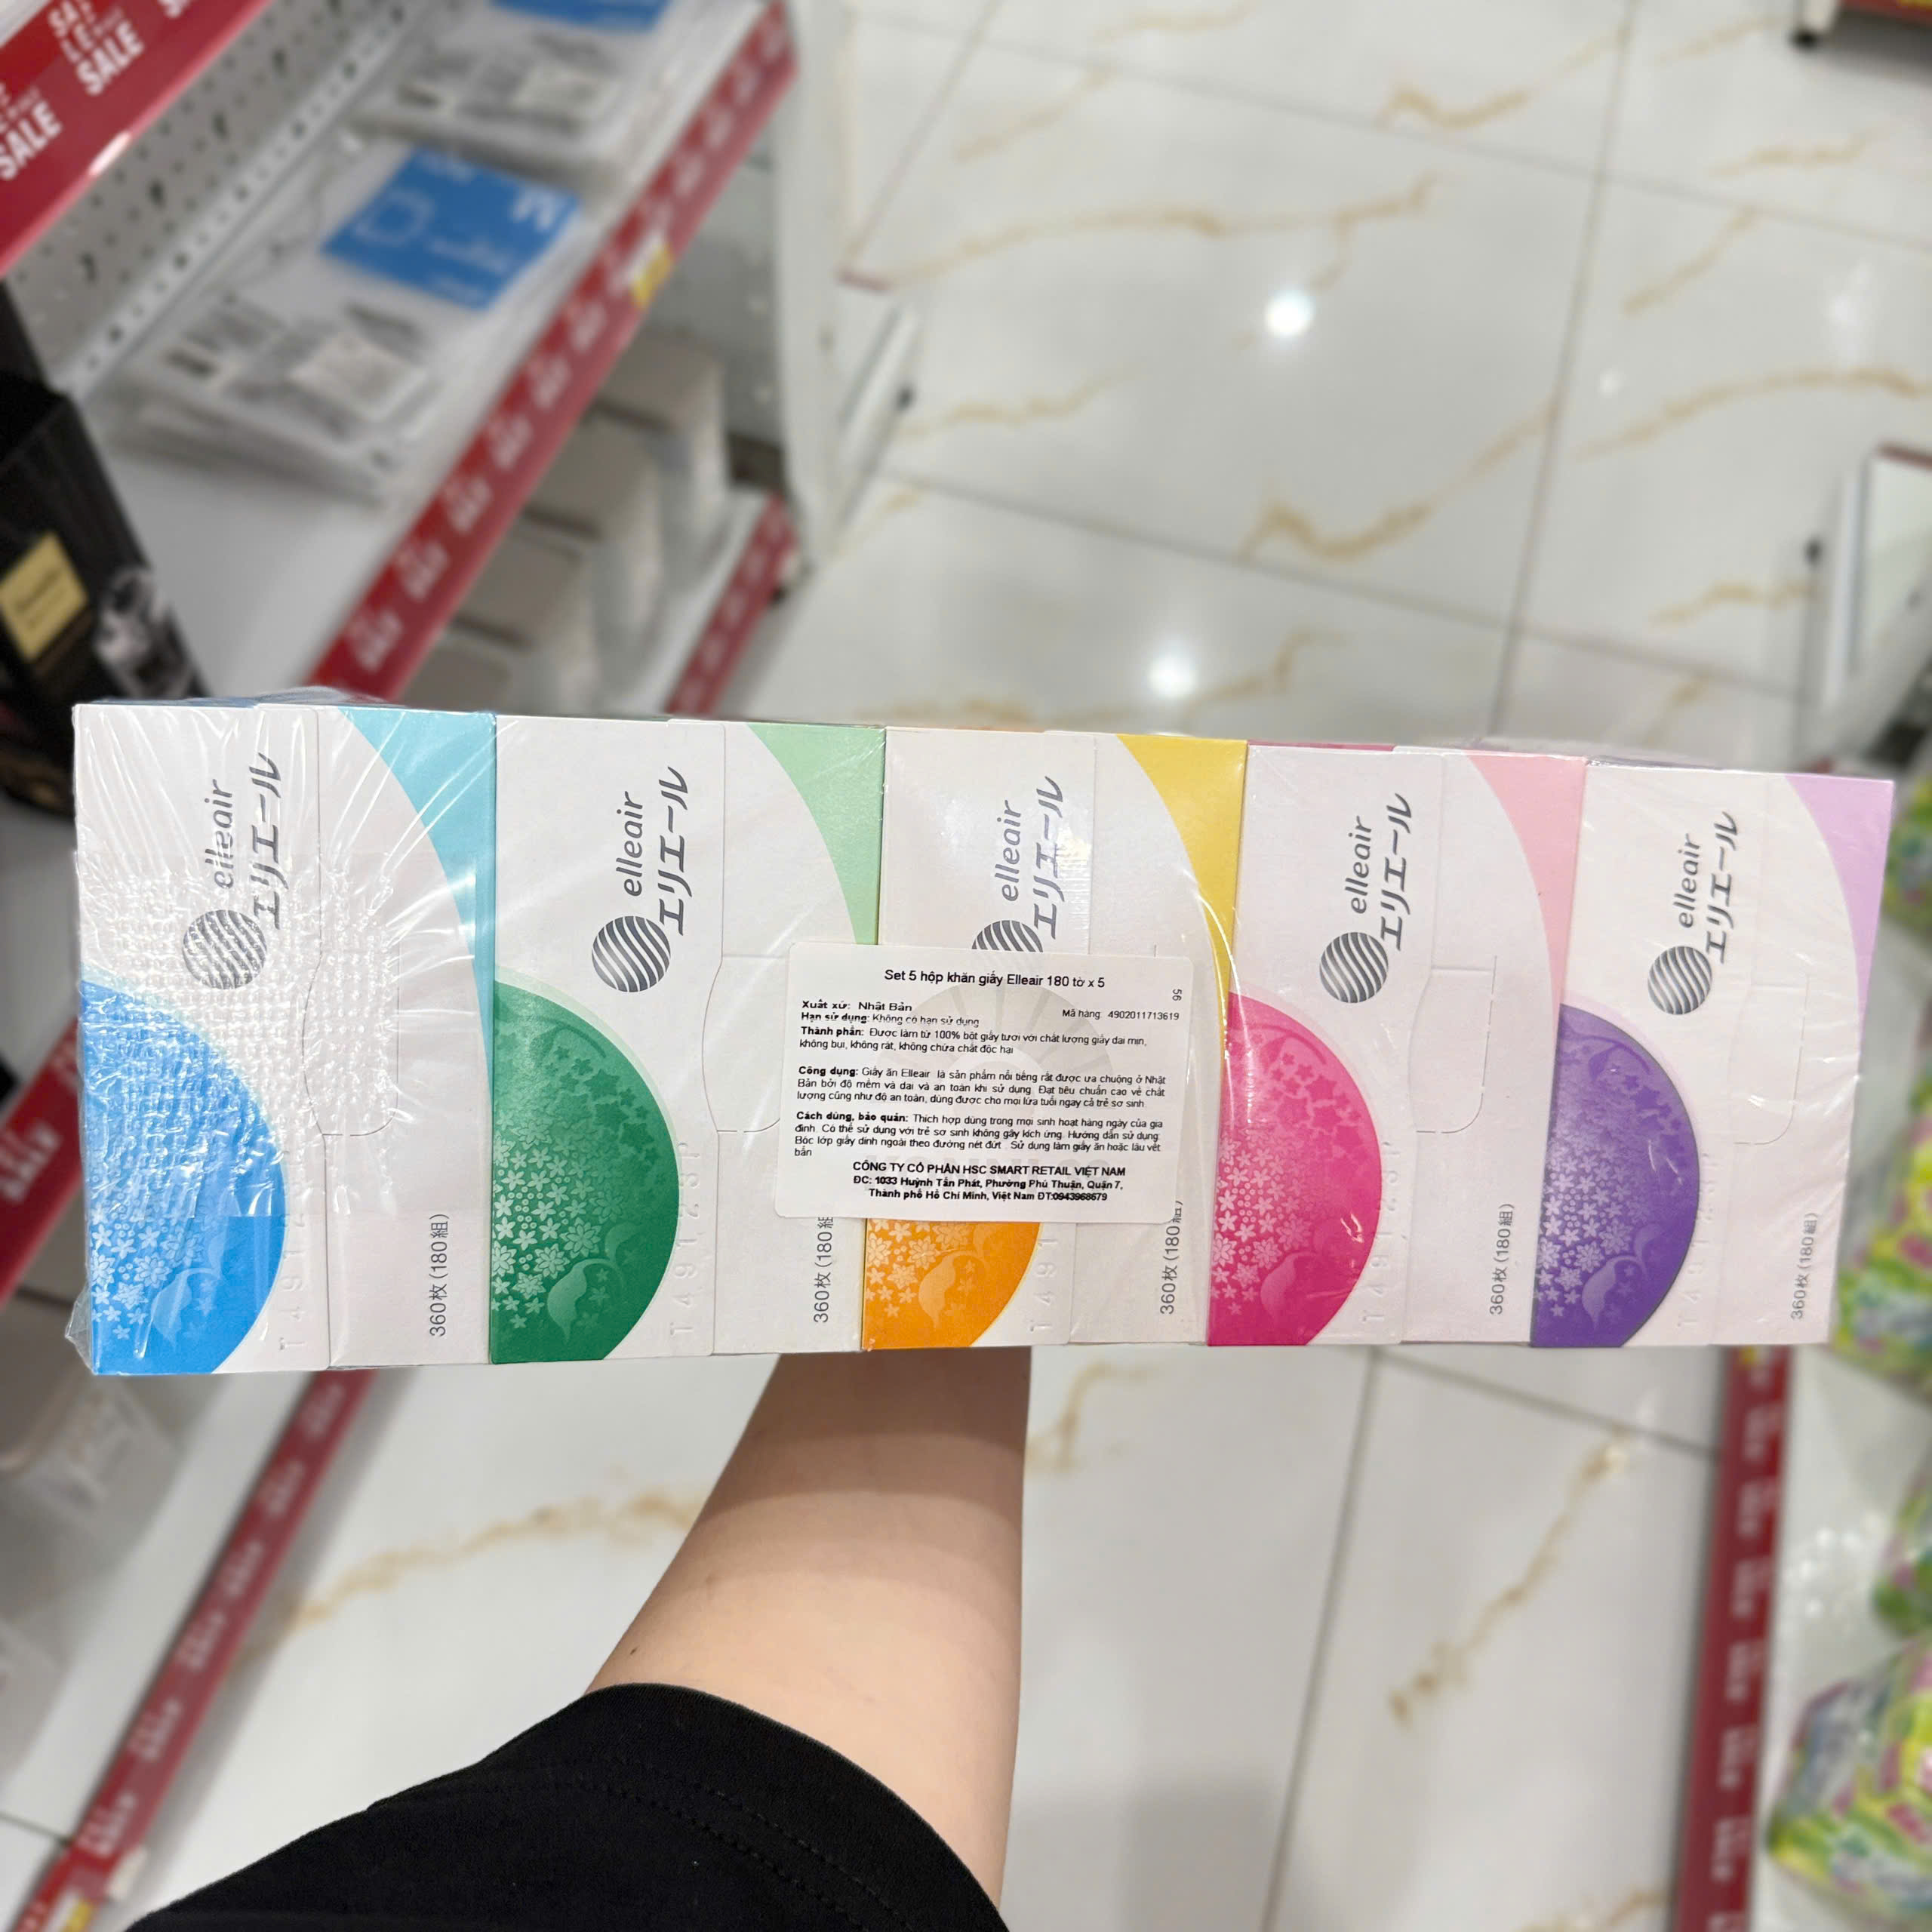 SALE
SALE
elleair
エリエール
elleair
エリエール
elleair
エリエール
elleair
エリエール
elleair
エリエール
Set 5 hộp khăn giấy Elleair 180 tờ x 5
56
Xuất xứ: Nhật Bản
Mã hàng: 4902011713619
Hạn sử dụng: Không có hạn sử dụng
Thành phần: Được làm từ 100% bột giấy tươi với chất lượng giấy dai mịn,
không bụi, không rát, không chứa chất độc hại
Công dụng: Giấy ăn Elleair là sản phẩm nổi tiếng rất được ưa chuộng ở Nhật
Bản bởi độ mềm và dai và an toàn khi sử dụng. Đạt tiêu chuẩn cao về chất
lượng cũng như độ an toàn, dùng được cho mọi lứa tuổi ngay cả trẻ sơ sinh
Cách dùng, bảo quản: Thích hợp dùng trong mọi sinh hoạt hàng ngày của gia
đình. Có thể sử dụng với trẻ sơ sinh không gây kích ứng. Hướng dẫn sử dụng:
Bóc lớp giấy dính ngoài theo đường nét đứt . Sử dụng làm giấy ăn hoặc lau vết
bẩn
CÔNG TY CỔ PHẦN HSC SMART RETAIL VIỆT NAM
ĐC: 1033 Huỳnh Tấn Phát, Phường Phú Thuận, Quận 7,
Thành phố Hồ Chí Minh, Việt Nam ĐT:0943968679
360枚 (180組)
360枚 (180
360枚 (180組)
360枚 (180組)
360枚 (180組)